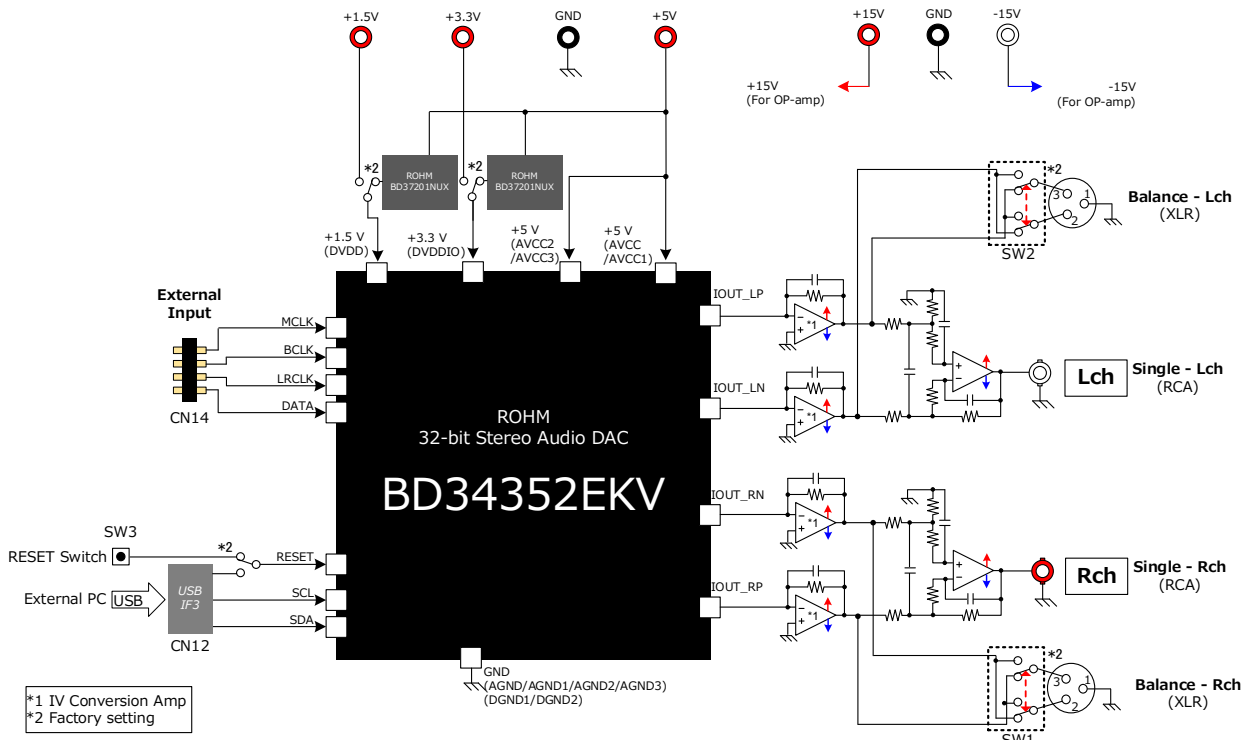 +1.5V
+3.3V
GND
+5V
+15V
GND
-15V
+15V
(For OP-amp)
-15V
(For OP-amp)
*2
ROHM
BD37201NUX
*2
ROHM
BD37201NUX
+1.5 V
(DVDD)
+3.3 V
(DVDDIO)
+5 V
(AVCC2
/AVCC3)
+5 V
(AVCC
/AVCC1)
*2
3
1
2
SW2
Balance - Lch
(XLR)
External
Input
MCLK
BCLK
LRCLK
DATA
CN14
ROHM
32-bit Stereo Audio DAC
BD34352EKV
IOUT_LP
*1
IOUT_LN
*1
Lch
Single - Lch
(RCA)
IOUT_RN
*1
IOUT_RP
*1
Rch
Single - Rch
(RCA)
SW3
RESET Switch
*2
RESET
External PC
USB
USB
IF3
SCL
SDA
CN12
GND
(AGND/AGND1/AGND2/AGND3)
(DGND1/DGND2)
*2
3
1
2
SW1
Balance - Rch
(XLR)
*1 IV Conversion Amp
*2 Factory setting